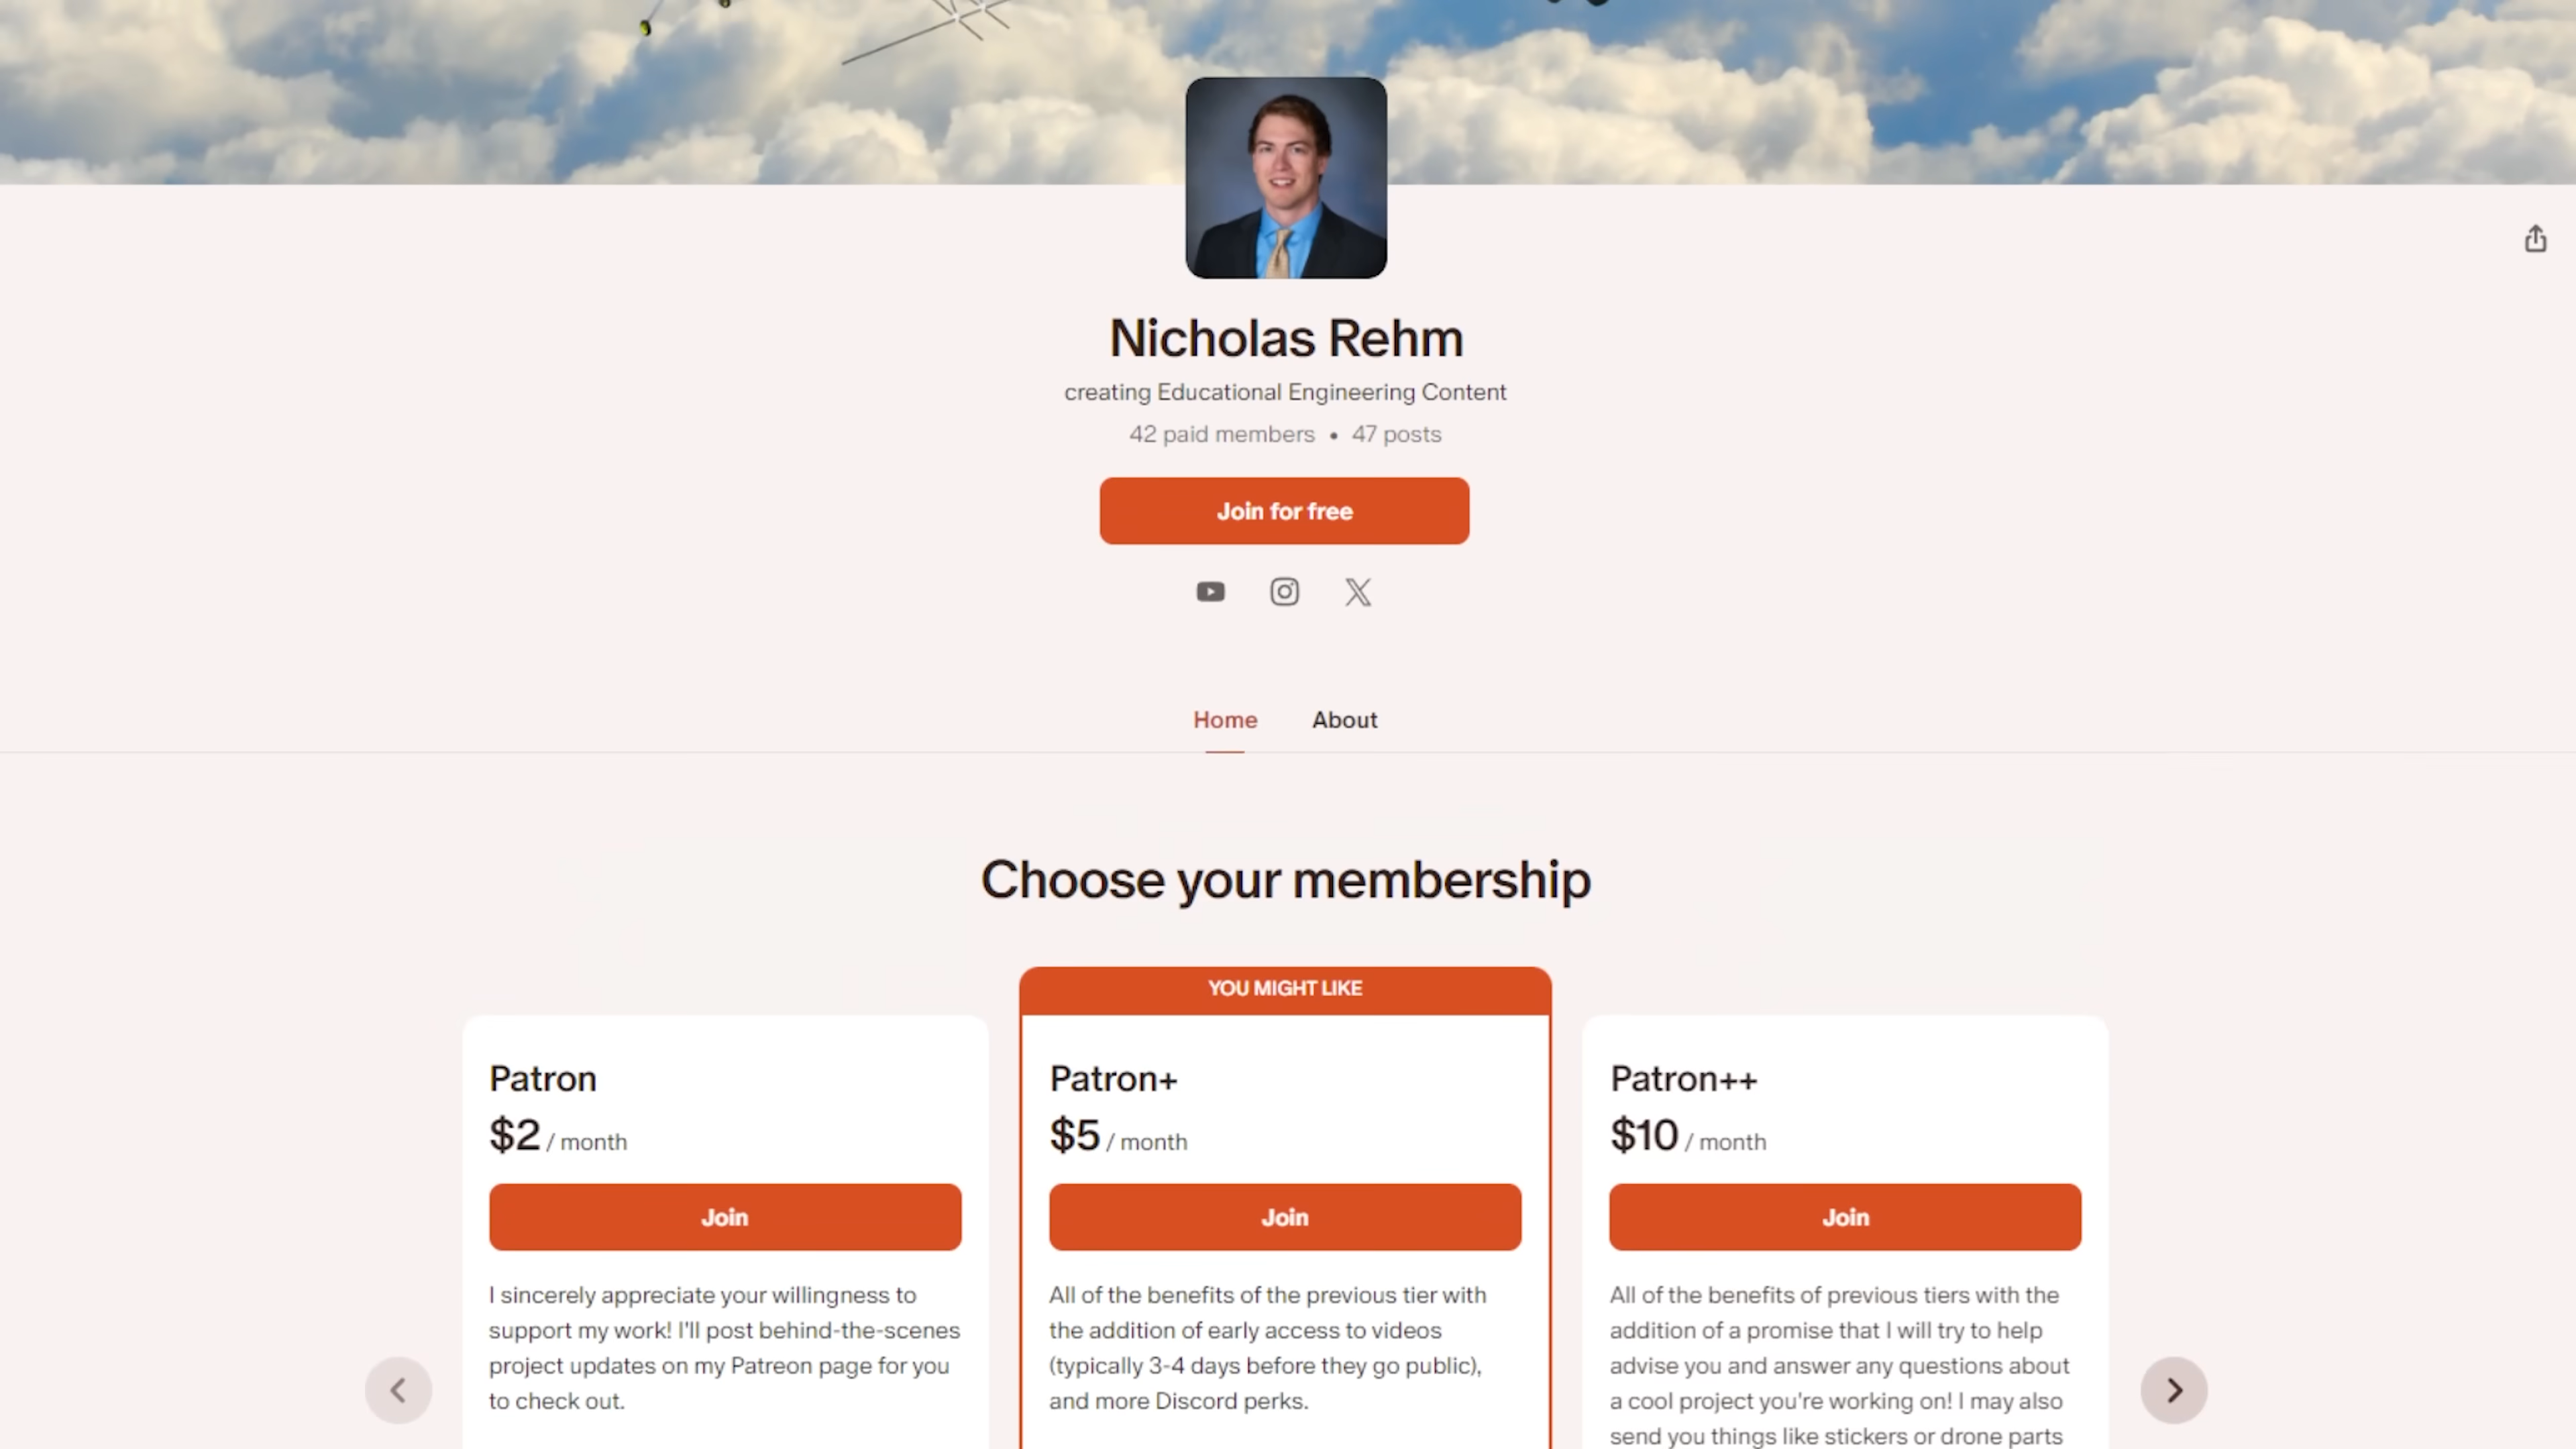 Nicholas Rehm
creating Educational Engineering Content
42 paid members • 47 posts
Join for free
Home About
Choose your membership
YOU MIGHT LIKE
Patron
$2 / month
Join
I sincerely appreciate your willingness to
support my work! I'll post behind-the-scenes
project updates on my Patreon page for you
to check out.
Patron+
$5 / month
Join
All of the benefits of the previous tier with
the addition of early access to videos
(typically 3-4 days before they go public),
and more Discord perks.
Patron++
$10 / month
Join
All of the benefits of previous tiers with the
addition of a promise that I will try to help
advise you and answer any questions about
a cool project you're working on! I may also
send you things like stickers or drone parts